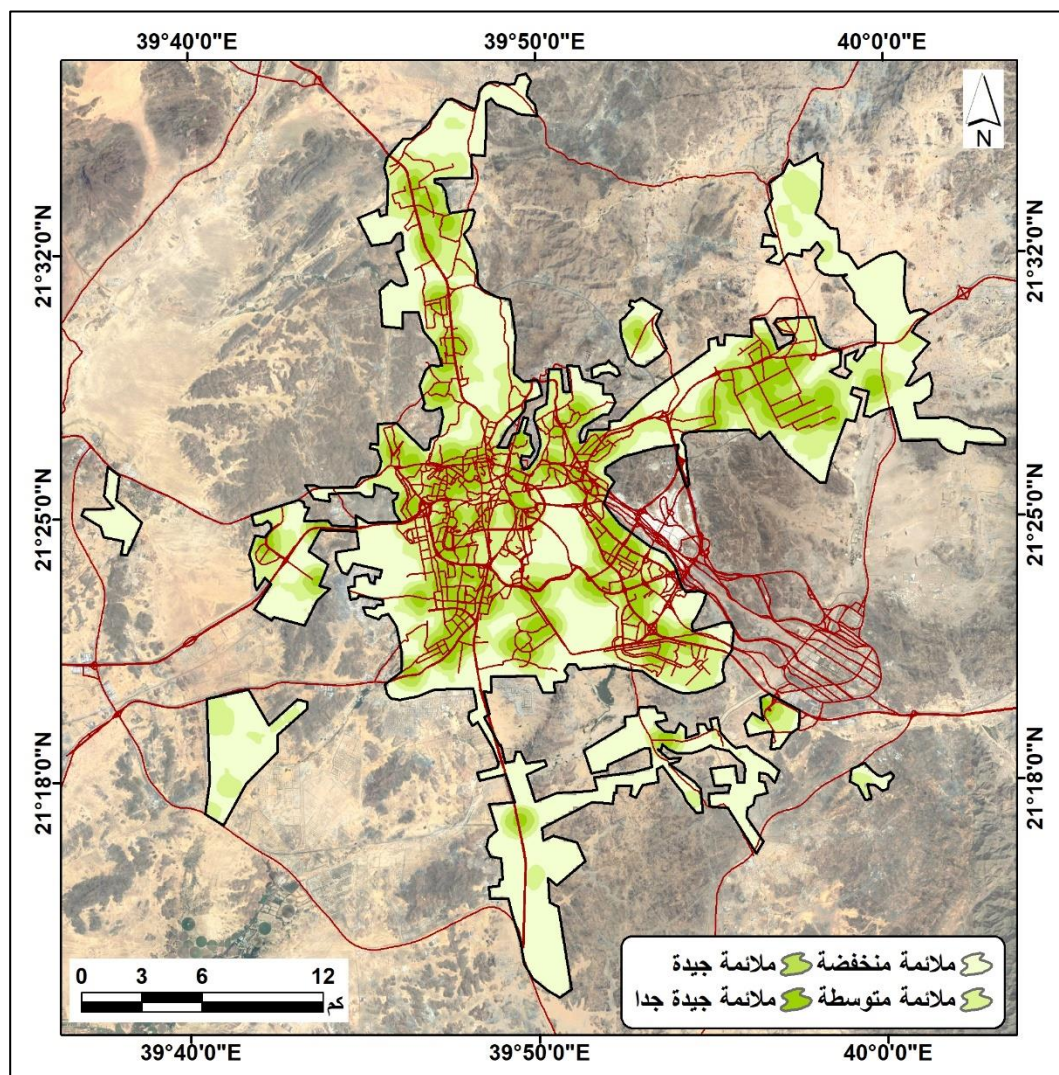 39°40'0"E 39°50'0"E 40°0'0"E
N
21°32'0"N 21°32'0"N
21°25'0"N 21°25'0"N
21°18'0"N 21°18'0"N
0 3 6 12
كم
ملائمة منخفضة ملائمة جيدة
ملائمة متوسطة ملائمة جيدة جدا
39°40'0"E 39°50'0"E 40°0'0"E